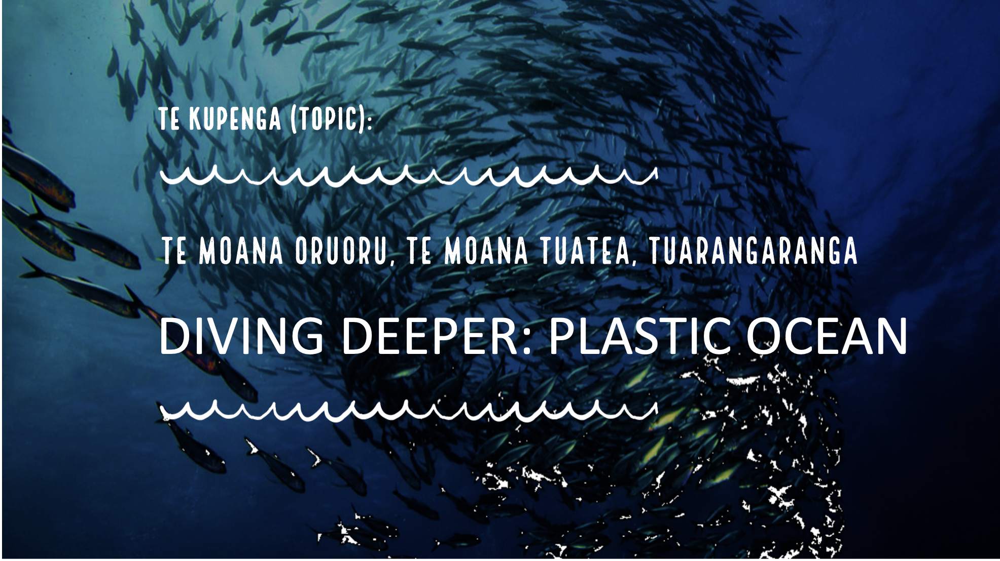 TE KUPENGA (TOPIC):
TE MOANA ORUORU, TE MOANA TUATEA, TUARANGARANGA
DIVING DEEPER: PLASTIC OCEAN